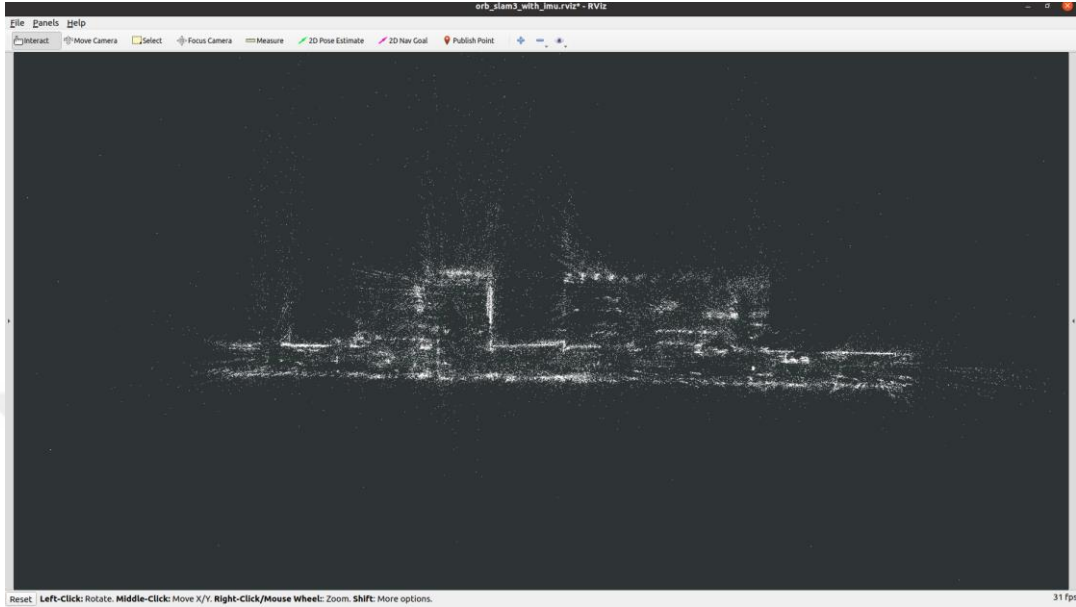 orb_slam3_with_imu.rviz* - RViz
File Panels Help
Interact Move Camera Select Focus Camera Measure 2D Pose Estimate 2D Nav Goal Publish Point
Reset Left-Click: Rotate. Middle-Click: Move X/Y. Right-Click/Mouse Wheel:: Zoom. Shift: More options. 31 fps